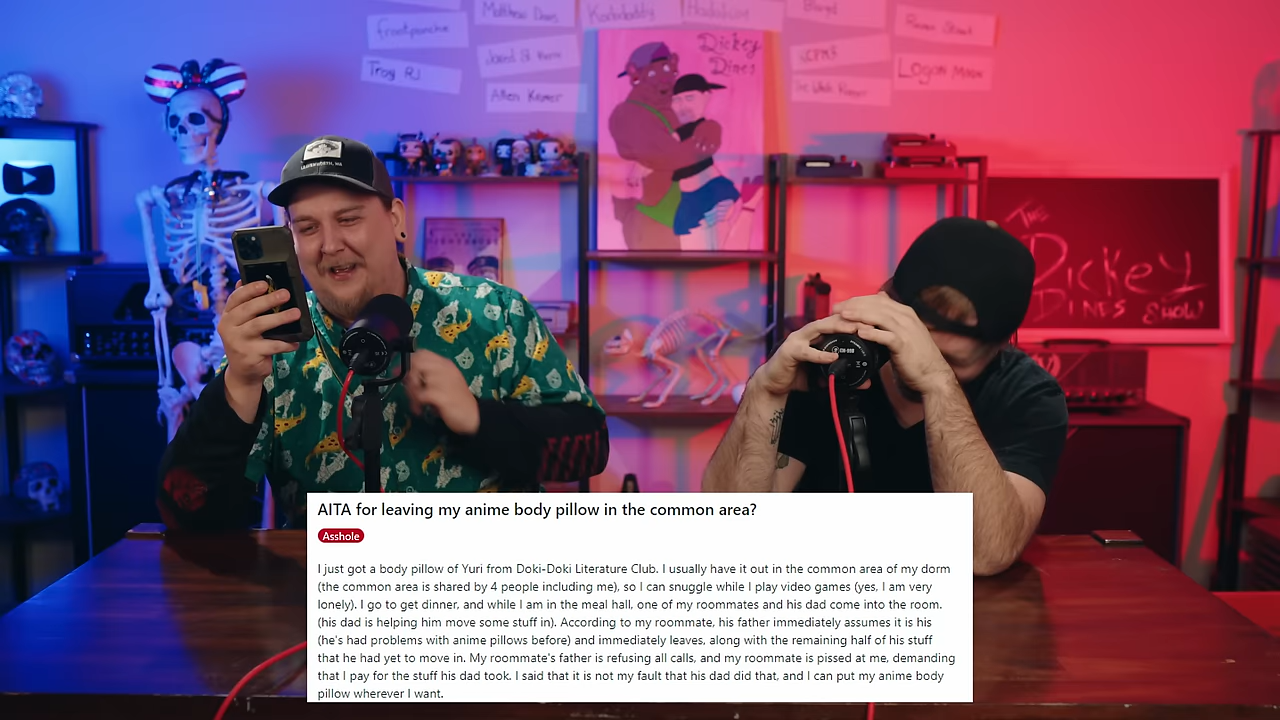 Matthew Davis
frontpunche
Jared St Pierre
Troy RJ
Allen Kramer
Dickey
Dines
Logan Moore
THE
DICKEY
DINES SHOW
AITA for leaving my anime body pillow in the common area?
Asshole
I just got a body pillow of Yuri from Doki-Doki Literature Club. I usually have it out in the common area of my dorm
(the common area is shared by 4 people including me), so I can snuggle while I play video games (yes, I am very
lonely). I go to get dinner, and while I am in the meal hall, one of my roommates and his dad come into the room.
(his dad is helping him move some stuff in). According to my roommate, his father immediately assumes it is his
(he's had problems with anime pillows before) and immediately leaves, along with the remaining half of his stuff
that he had yet to move in. My roommate's father is refusing all calls, and my roommate is pissed at me, demanding
that I pay for the stuff his dad took. I said that it is not my fault that his dad did that, and I can put my anime body
pillow wherever I want.